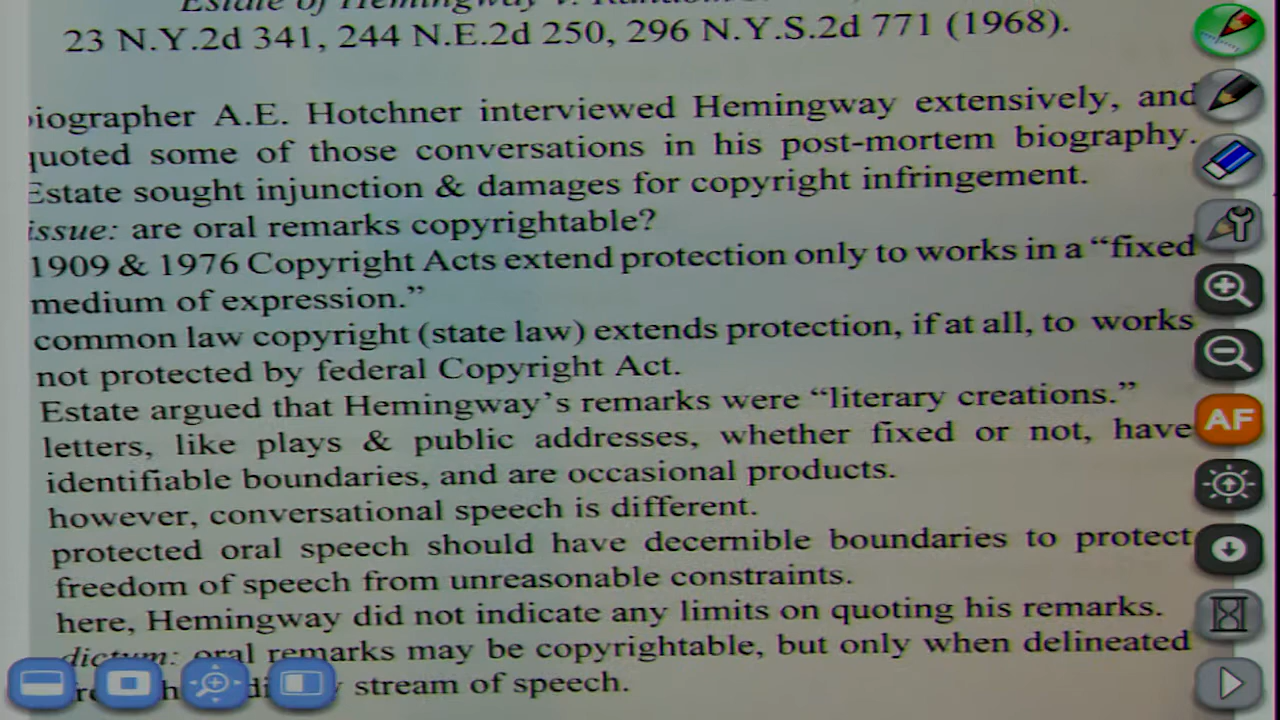 Estate of Hemingway v. Random
23 N.Y.2d 341, 244 N.E.2d 250, 296 N.Y.S.2d 771 (1968).
biographer A.E. Hotchner interviewed Hemingway extensively, and
quoted some of those conversations in his post-mortem biography.
Estate sought injunction & damages for copyright infringement.
issue: are oral remarks copyrightable?
1909 & 1976 Copyright Acts extend protection only to works in a “fixed
medium of expression.”
common law copyright (state law) extends protection, if at all, to works
not protected by federal Copyright Act.
Estate argued that Hemingway’s remarks were “literary creations.”
letters, like plays & public addresses, whether fixed or not, have
identifiable boundaries, and are occasional products.
however, conversational speech is different.
protected oral speech should have decernible boundaries to protect
freedom of speech from unreasonable constraints.
here, Hemingway did not indicate any limits on quoting his remarks.
dictum: oral remarks may be copyrightable, but only when delineated
stream of speech.
AF